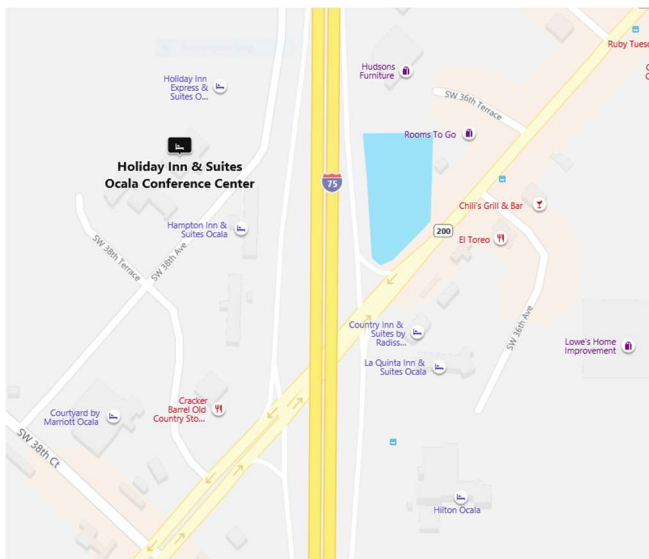 Ruby Tuesc
Hudsons
Furniture
Holiday Inn
Express &
Suites O...
SW 36th Terrace
Rooms To Go
Holiday Inn & Suites
Ocala Conference Center
75
Chili's Grill & Bar
200
El Toreo
Hampton Inn &
Suites Ocala
SW 38th Terrace
SW 38th Ave
SW 36th Ave
Country Inn &
Suites by
Radiss...
Lowe's Home
Improvement
La Quinta Inn &
Suites Ocala
Cracker
Barrel Old
Country Sto...
Courtyard by
Marriott Ocala
SW 38th Ct
Hilton Ocala